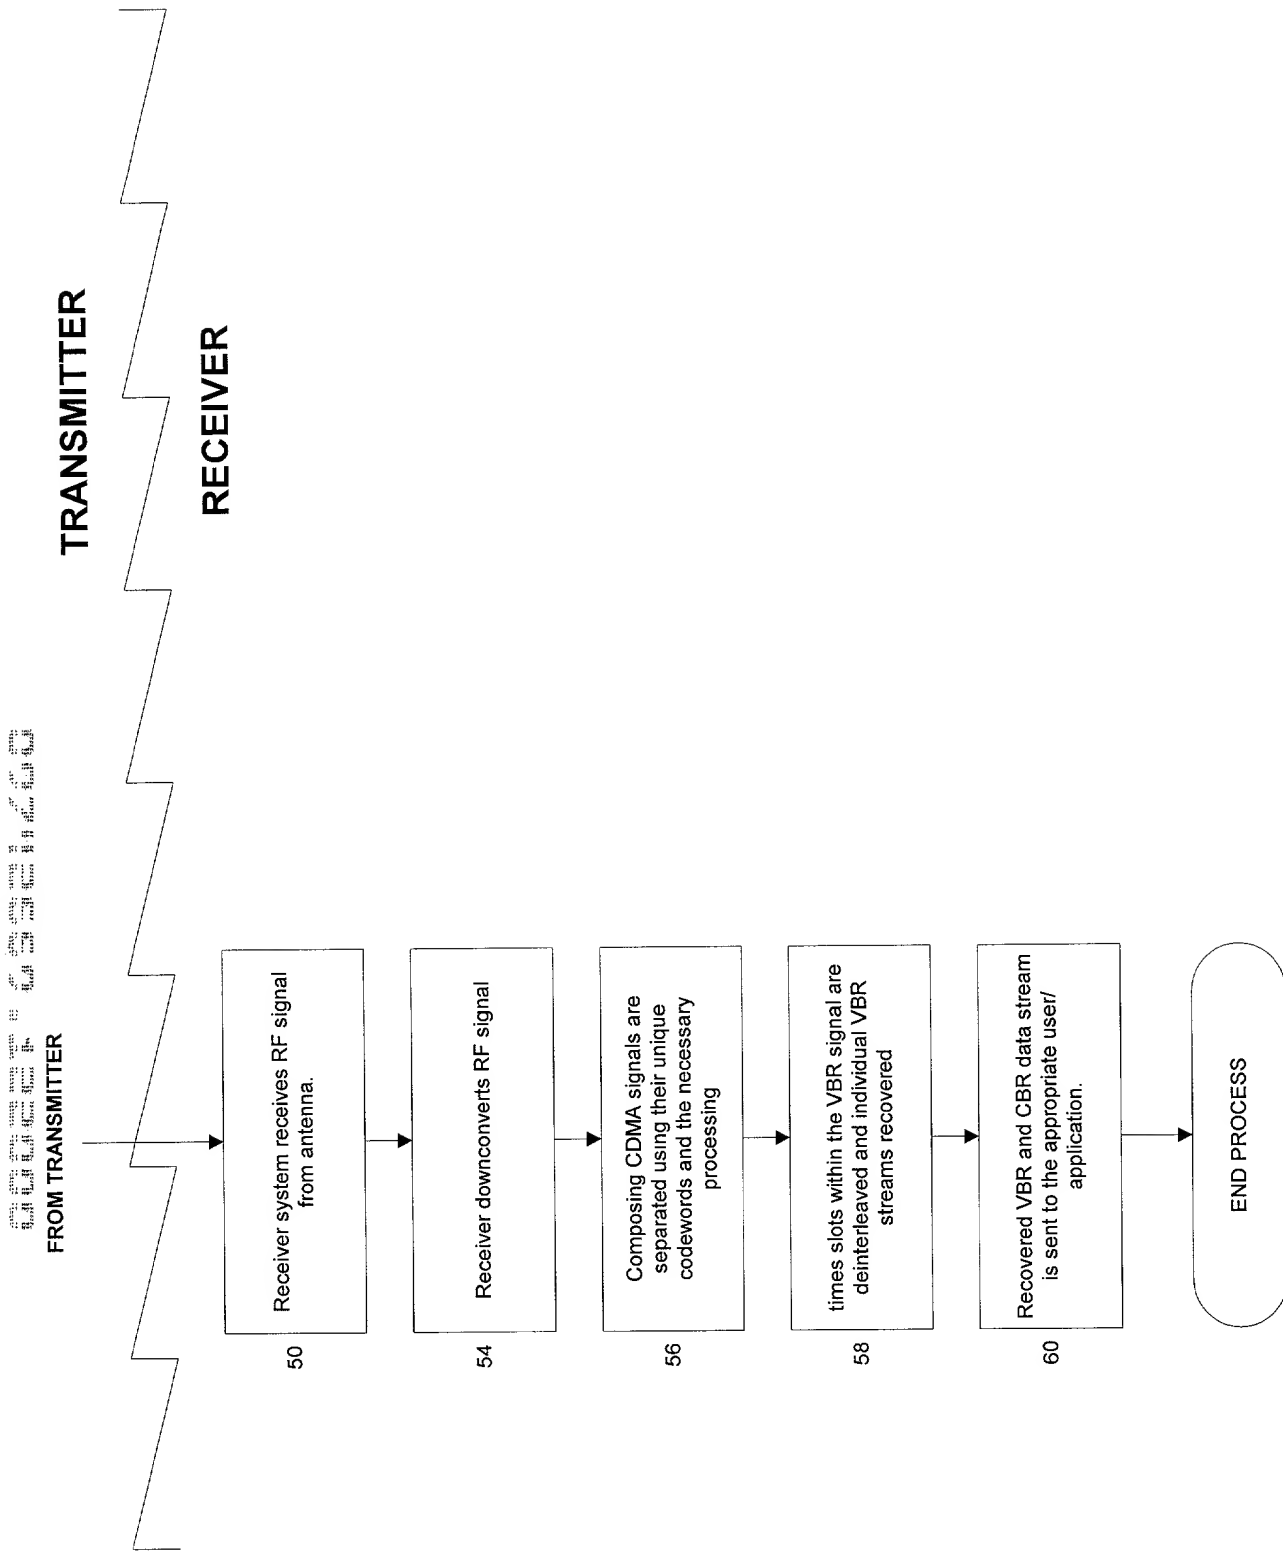 FROM TRANSMITTER
TRANSMITTER
RECEIVER
Receiver system receives RF signal
from antenna.
50
Receiver downconverts RF signal
54
Composing CDMA signals are
separated using their unique
codewords and the necessary
processing
56
times slots within the VBR signal are
deinterleaved and individual VBR
streams recovered
58
Recovered VBR and CBR data stream
is sent to the appropriate user/
application.
60
END PROCESS